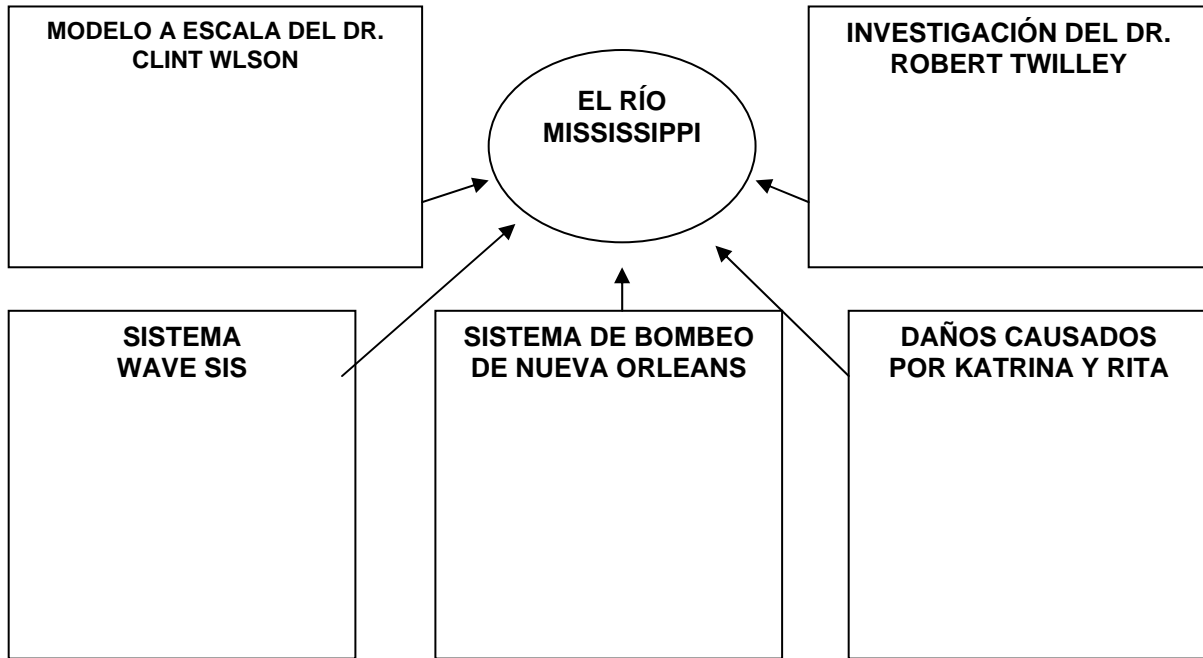 MODELO A ESCALA DEL DR.
CLINT WLSON
EL RÍO
MISSISSIPPI
INVESTIGACIÓN DEL DR.
ROBERT TWILLEY
SISTEMA
WAVE SIS
SISTEMA DE BOMBEO
DE NUEVA ORLEANS
DAÑOS CAUSADOS
POR KATRINA Y RITA